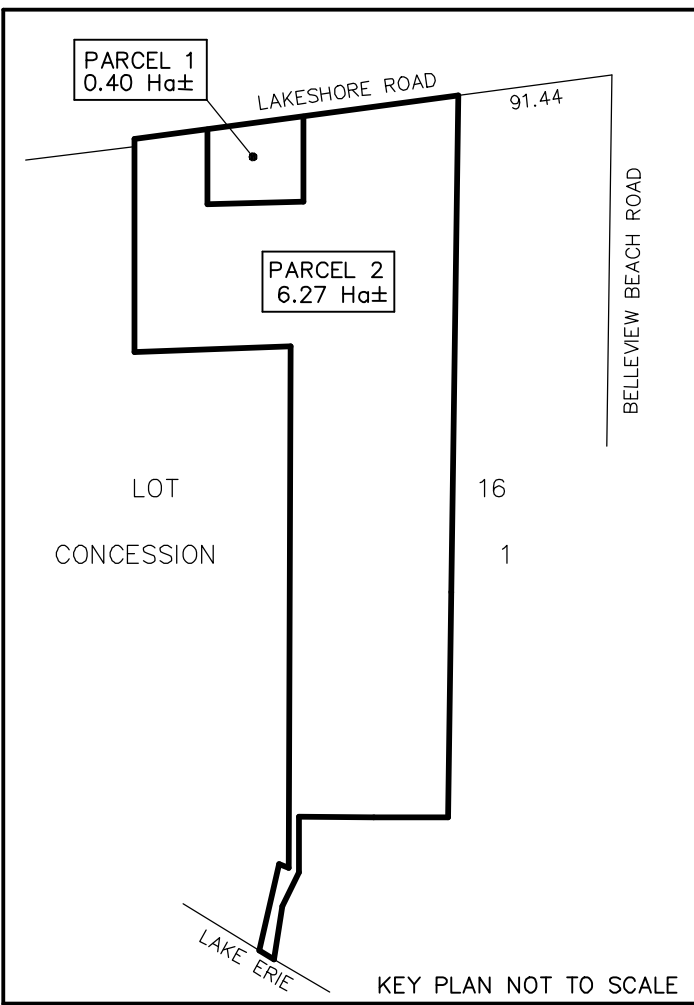 PARCEL 1
0.40 Ha±
LAKESHORE ROAD
91.44
BELLEVIEW BEACH ROAD
PARCEL 2
6.27 Ha±
LOT 16
CONCESSION 1
LAKE ERIE
KEY PLAN NOT TO SCALE